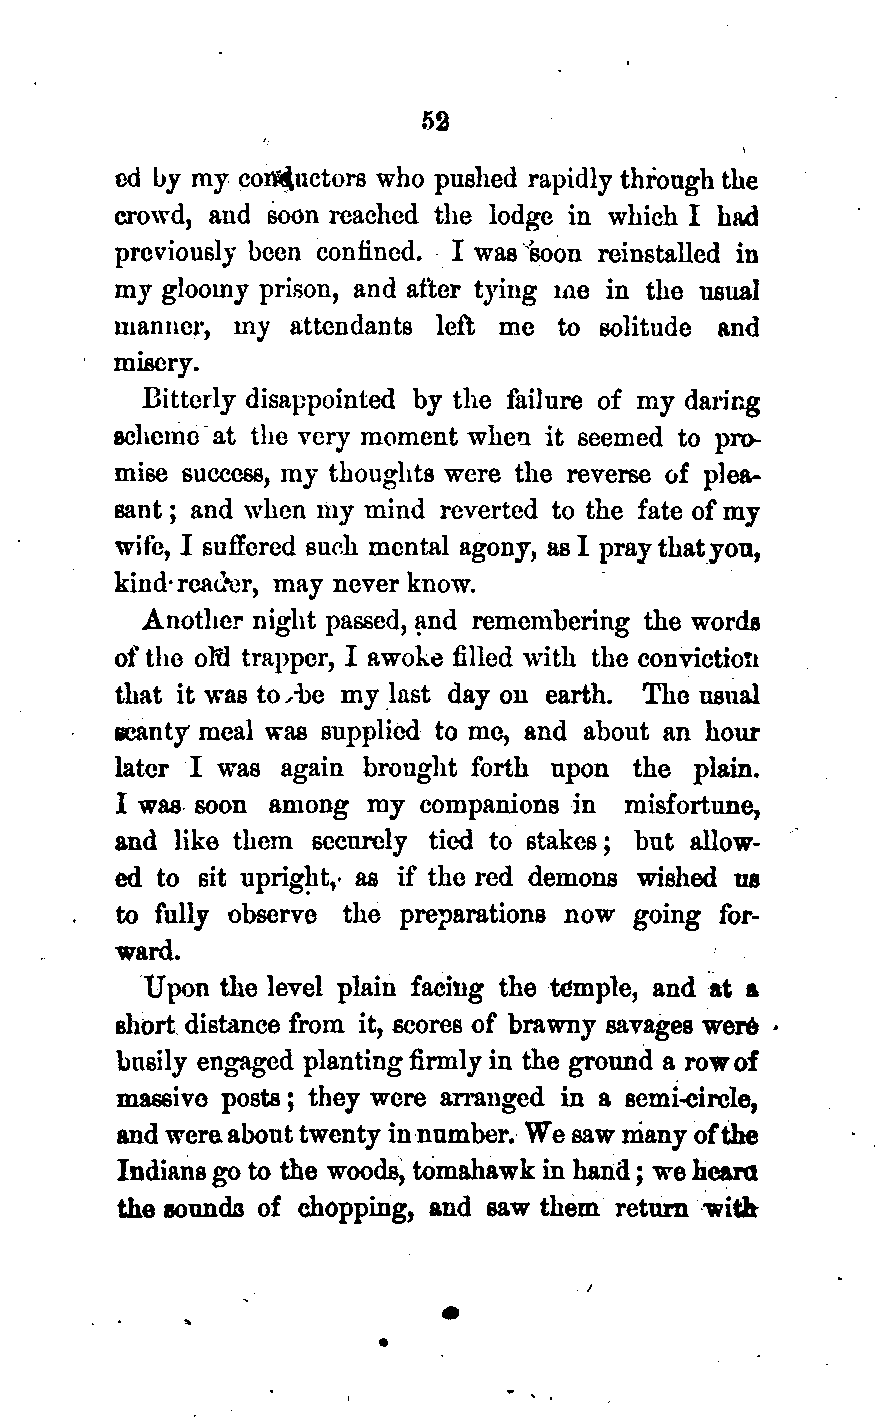 52
ed by my conductors who pushed rapidly through the
crowd, and soon reached the lodge in which I had
previously been confined. I was soon reinstalled in
my gloomy prison, and after tying me in the usual
manner, my attendants left me to solitude and
misery.
Bitterly disappointed by the failure of my daring
scheme at the very moment when it seemed to pro-
mise success, my thoughts were the reverse of plea-
sant; and when my mind reverted to the fate of my
wife, I suffered such mental agony, as I pray that you,
kind reader, may never know.
Another night passed, and remembering the words
of the old trapper, I awoke filled with the conviction
that it was to be my last day on earth. The usual
scanty meal was supplied to me, and about an hour
later I was again brought forth upon the plain.
I was soon among my companions in misfortune,
and like them securely tied to stakes; but allow-
ed to sit upright, as if the red demons wished us
to fully observe the preparations now going for-
ward.
Upon the level plain facing the temple, and at a
short distance from it, scores of brawny savages were
busily engaged planting firmly in the ground a row of
massive posts; they were arranged in a semi-circle,
and were about twenty in number. We saw many of the
Indians go to the woods, tomahawk in hand; we heard
the sounds of chopping, and saw them return with